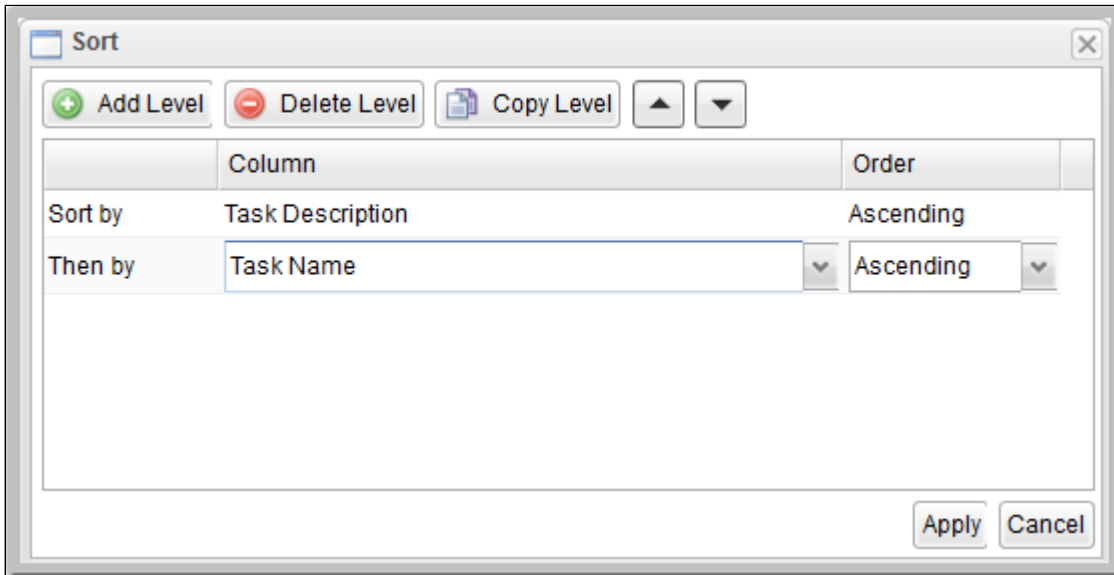 Sort
Add Level Delete Level Copy Level
Column Order
Sort by Task Description Ascending
Then by Task Name Ascending
Apply Cancel